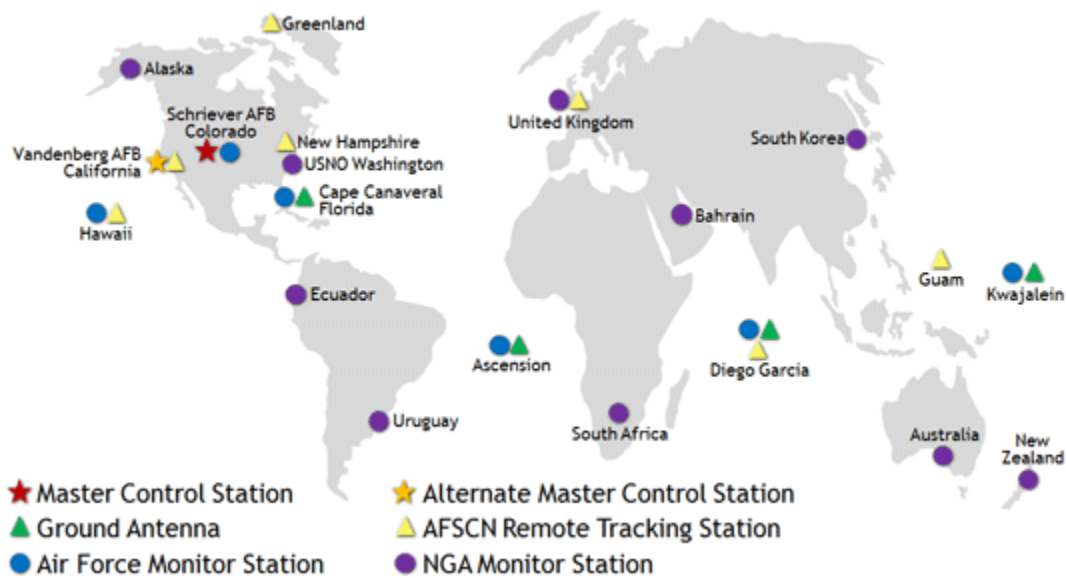 Greenland
Alaska
Schriever AFB
Colorado
New Hampshire
Vandenberg AFB
California
USNO Washington
Cape Canaveral
Florida
Hawaii
United Kingdom
South Korea
Bahrain
Guam
Kwajalein
Ecuador
Ascension
Diego Garcia
Uruguay
South Africa
Australia
New
Zealand
Master Control Station
Alternate Master Control Station
Ground Antenna
AFSCN Remote Tracking Station
Air Force Monitor Station
NGA Monitor Station